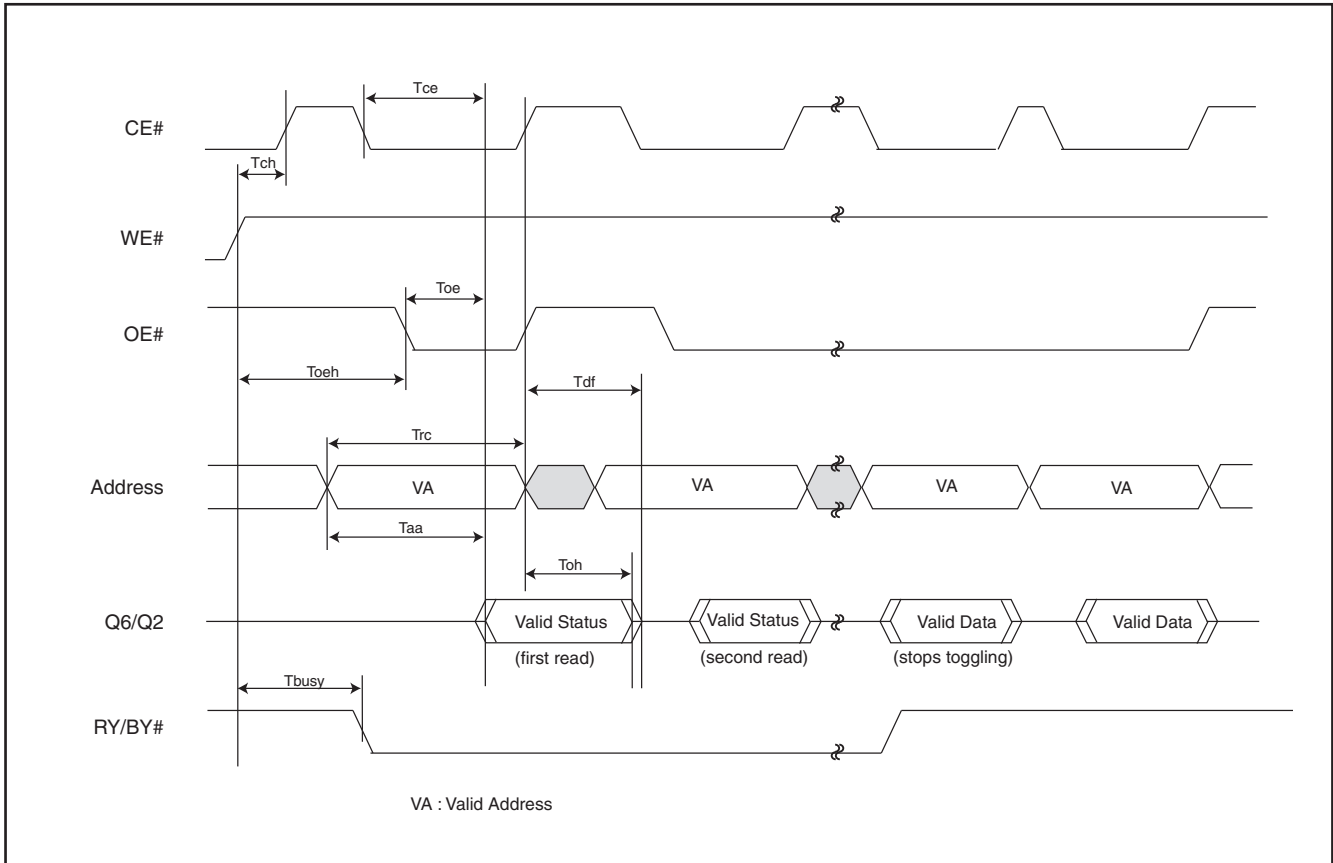 Tce
CE#
Tch
WE#
Toe
OE#
Toeh
Tdf
Trc
Address
VA
VA
VA
VA
Taa
Toh
Q6/Q2
Valid Status
Valid Status
Valid Data
Valid Data
(first read)
(second read)
(stops toggling)
Tbusy
RY/BY#
VA : Valid Address